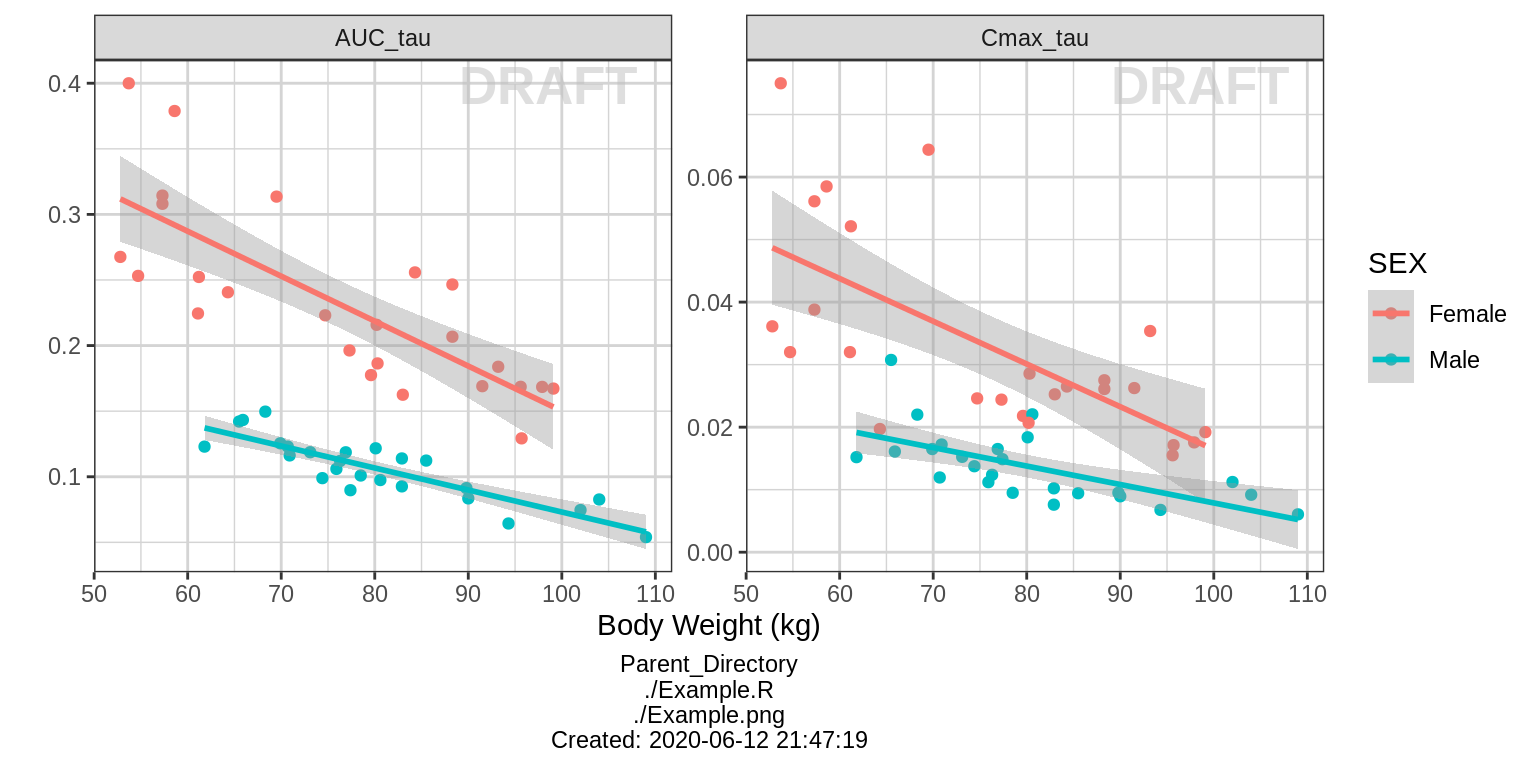 AUC_tau
Cmax_tau
DRAFT
DRAFT
0.4
0.3
0.2
0.1
0.06
0.04
0.02
0.00
50 60 70 80 90 100 110
50 60 70 80 90 100 110
Body Weight (kg)
SEX
Female
Male
Parent_Directory
./Example.R
./Example.png
Created: 2020-06-12 21:47:19